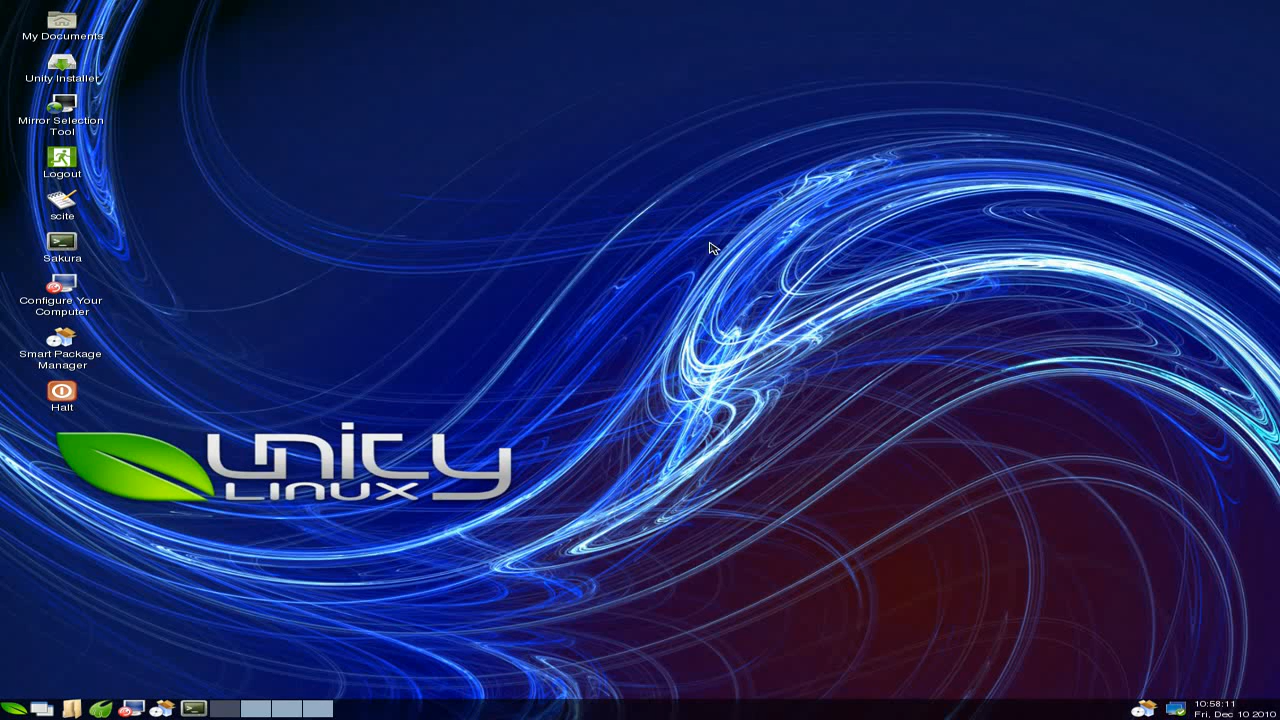 My Documents
Unity Installer
Mirror Selection
Tool
Logout
scite
Sakura
Configure Your
Computer
Smart Package
Manager
Halt
unity
LINUX
10:58:11
Fri, Dec 10 2010